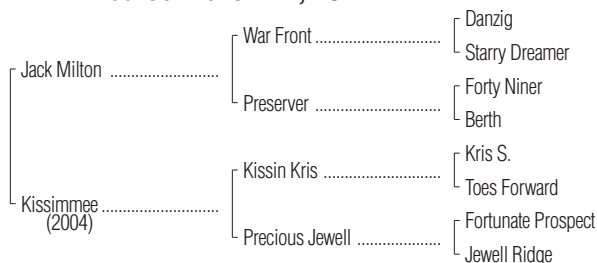 Danzig
War Front ..............................
Starry Dreamer
Jack Milton ..........................
Forty Niner
Preserver ..............................
Berth
Kris S.
Kissin Kris ............................
Toes Forward
Kissimmee ............................
(2004)
Fortunate Prospect
Precious Jewell .....................
Jewell Ridge